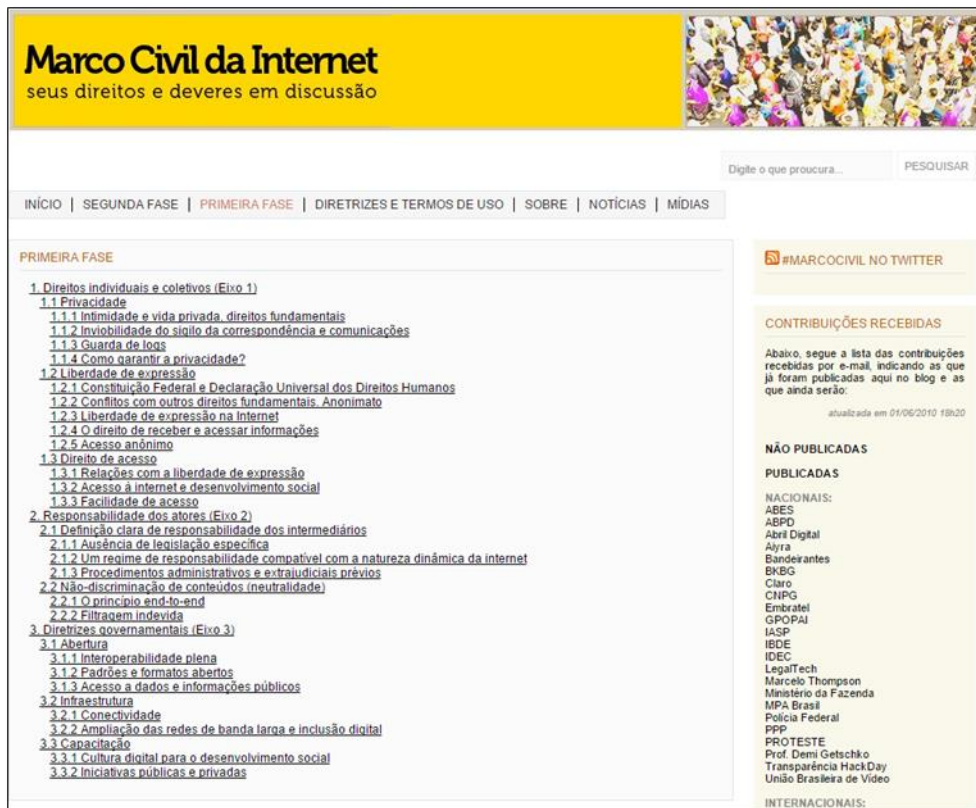 Marco Civil da Internet
seus direitos e deveres em discussão
Digite o que proucura...
PESQUISAR
INÍCIO | SEGUNDA FASE | PRIMEIRA FASE | DIRETRIZES E TERMOS DE USO | SOBRE | NOTÍCIAS | MÍDIAS
PRIMEIRA FASE
1. Direitos individuais e coletivos (Eixo 1)
1.1 Privacidade
1.1.1 Intimidade e vida privada, direitos fundamentais
1.1.2 Inviobilidade do sigilo da correspondência e comunicações
1.1.3 Guarda de logs
1.1.4 Como garantir a privacidade?
1.2 Liberdade de expressão
1.2.1 Constituição Federal e Declaração Universal dos Direitos Humanos
1.2.2 Conflitos com outros direitos fundamentais. Anonimato
1.2.3 Liberdade de expressão na Internet
1.2.4 O direito de receber e acessar informações
1.2.5 Acesso anônimo
1.3 Direito de acesso
1.3.1 Relações com a liberdade de expressão
1.3.2 Acesso à internet e desenvolvimento social
1.3.3 Facilidade de acesso
2. Responsabilidade dos atores (Eixo 2)
2.1 Definição clara de responsabilidade dos intermediários
2.1.1 Ausência de legislação específica
2.1.2 Um regime de responsabilidade compatível com a natureza dinâmica da internet
2.1.3 Procedimentos administrativos e extrajudiciais prévios
2.2 Não-discriminação de conteúdos (neutralidade)
2.2.1 O princípio end-to-end
2.2.2 Filtragem indevida
3. Diretrizes governamentais (Eixo 3)
3.1 Abertura
3.1.1 Interoperabilidade plena
3.1.2 Padrões e formatos abertos
3.1.3 Acesso a dados e informações públicos
3.2 Infraestrutura
3.2.1 Conectividade
3.2.2 Ampliação das redes de banda larga e inclusão digital
3.3 Capacitação
3.3.1 Cultura digital para o desenvolvimento social
3.3.2 Iniciativas públicas e privadas
#MARCOCIVIL NO TWITTER
CONTRIBUIÇÕES RECEBIDAS
Abaixo, segue a lista das contribuições
recebidas por e-mail, indicando as que
já foram publicadas aqui no blog e as
que ainda serão:
atualizada em 01/06/2010 18h20
NÃO PUBLICADAS
PUBLICADAS
NACIONAIS:
ABES
ABPD
Abril Digital
Aiyra
Bandeirantes
BKBG
Claro
CNPG
Embratel
GPOPAI
IASP
IBDE
IDEC
LegalTech
Marcelo Thompson
Ministério da Fazenda
MPA Brasil
Polícia Federal
PPP
PROTESTE
Prof. Demi Getschko
Transparência HackDay
União Brasileira de Vídeo
INTERNACIONAIS: